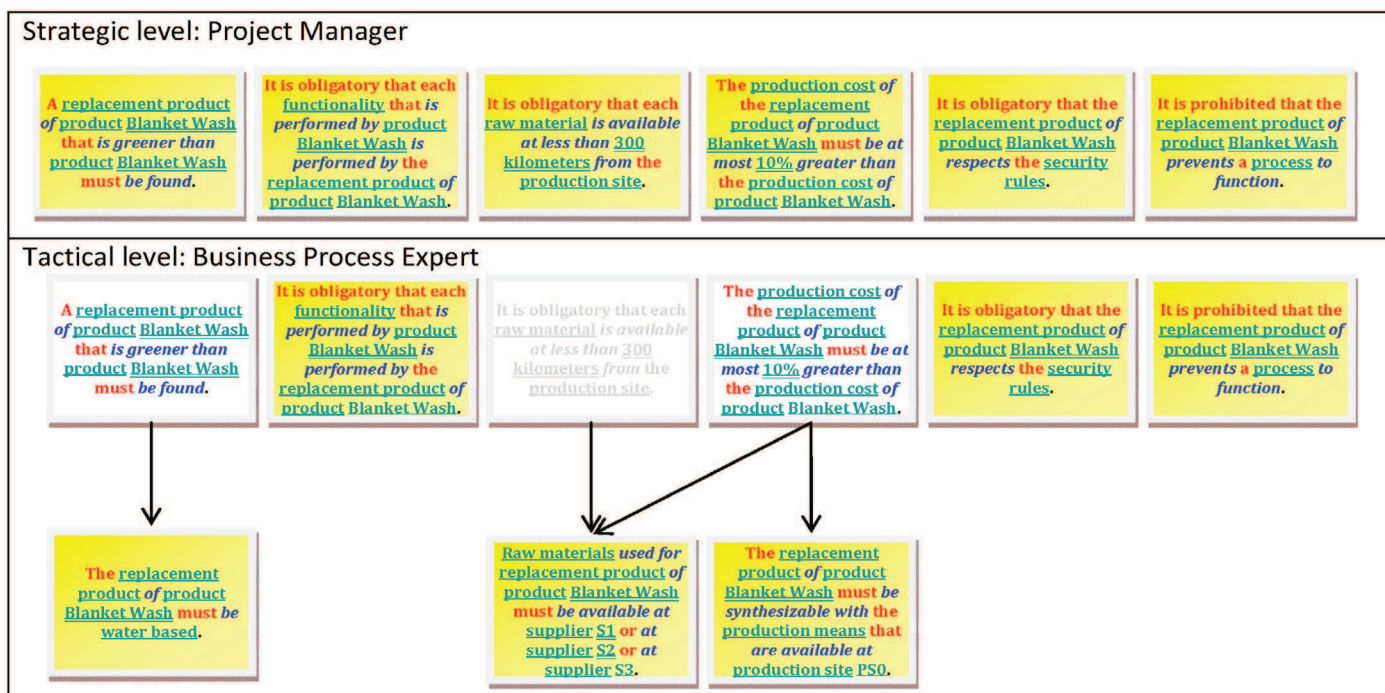 Strategic level: Project Manager
A replacement product
of product Blanket Wash
that is greener than
product Blanket Wash
must be found.
It is obligatory that each
functionality that is
performed by product
Blanket Wash is
performed by the
replacement product of
product Blanket Wash.
It is obligatory that each
raw material is available
at less than 300
kilometers from the
production site.
The production cost of
the replacement
product of product
Blanket Wash must be at
most 10% greater than
the production cost of
product Blanket Wash.
It is obligatory that the
replacement product of
product Blanket Wash
respects the security
rules.
It is prohibited that the
replacement product of
product Blanket Wash
prevents a process to
function.
Tactical level: Business Process Expert
A replacement product
of product Blanket Wash
that is greener than
product Blanket Wash
must be found.
It is obligatory that each
functionality that is
performed by product
Blanket Wash is
performed by the
replacement product of
product Blanket Wash.
It is obligatory that each
raw material is available
at less than 300
kilometers from the
production site.
The production cost of
the replacement
product of product
Blanket Wash must be at
most 10% greater than
the production cost of
product Blanket Wash.
It is obligatory that the
replacement product of
product Blanket Wash
respects the security
rules.
It is prohibited that the
replacement product of
product Blanket Wash
prevents a process to
function.
The replacement
product of product
Blanket Wash must be
water based.
Raw materials used for
replacement product of
product Blanket Wash
must be available at
supplier S1 or at
supplier S2 or at
supplier S3.
The replacement
product of product
Blanket Wash must be
synthesizable with the
production means that
are available at
production site PS0.